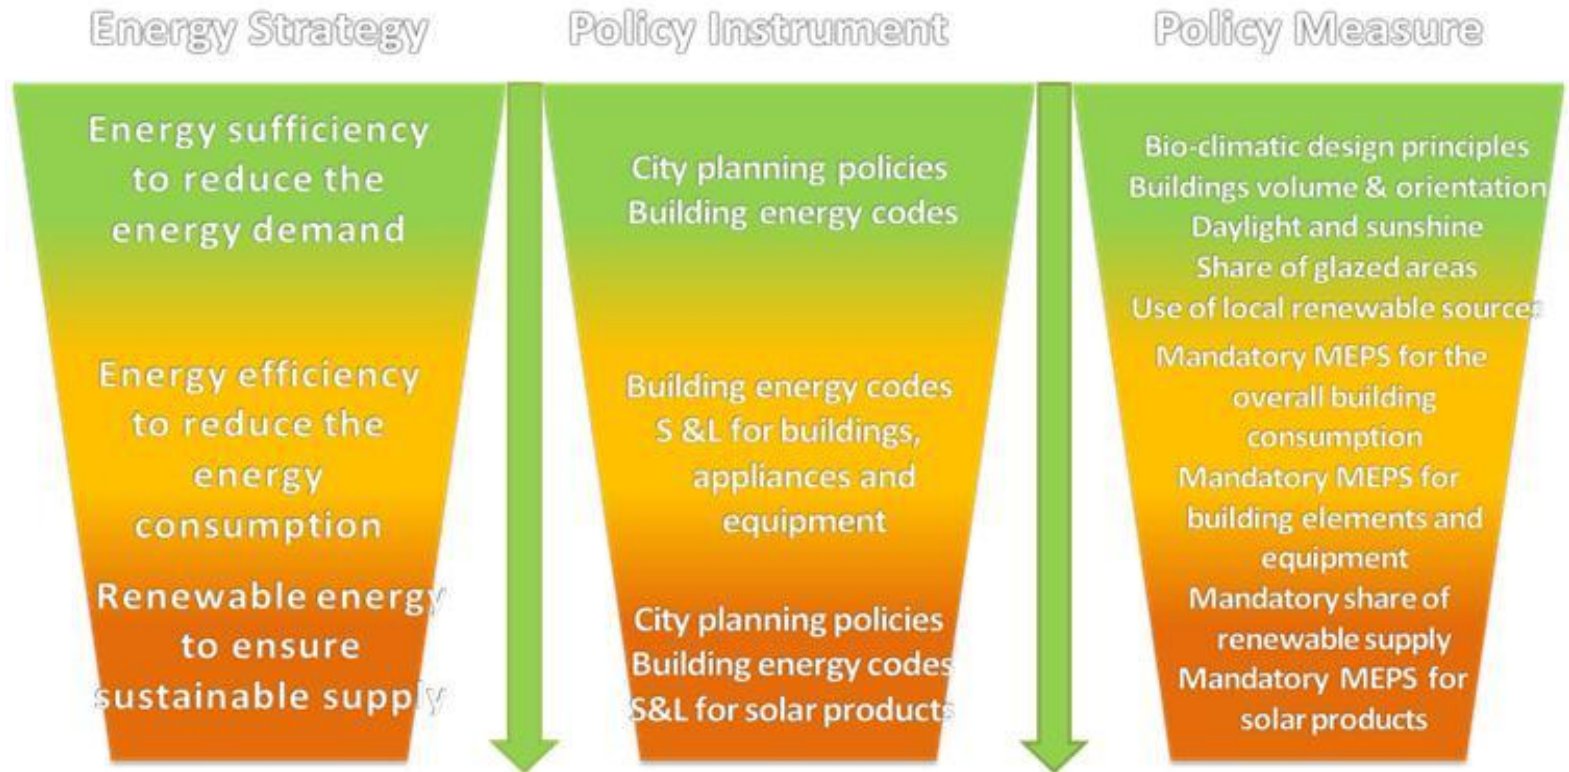 Energy Strategy
Policy Instrument
Policy Measure
Energy sufficiency
to reduce the
energy demand
Energy efficiency
to reduce the
energy
consumption
Renewable energy
to ensure
sustainable supply
City planning policies
Building energy codes
Building energy codes
S &L for buildings,
appliances and
equipment
City planning policies
Building energy codes
S&L for solar products
Bio-climatic design principles
Buildings volume & orientation
Daylight and sunshine
Share of glazed areas
Use of local renewable sources
Mandatory MEPS for the
overall building
consumption
Mandatory MEPS for
building elements and
equipment
Mandatory share of
renewable supply
Mandatory MEPS for
solar products